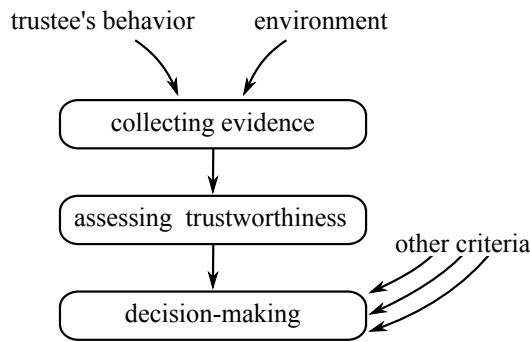 trustee's behavior
environment
collecting evidence
assessing trustworthiness
other criteria
decision-making